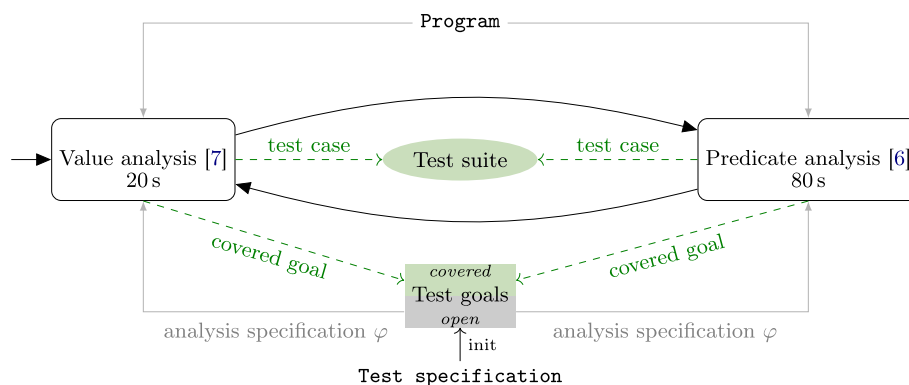 Program
test case
test case
Value analysis [7]
20 s
Test suite
Predicate analysis [6]
80 s
covered goal
covered goal
covered
Test goals
open
analysis specification φ
analysis specification φ
init
Test specification